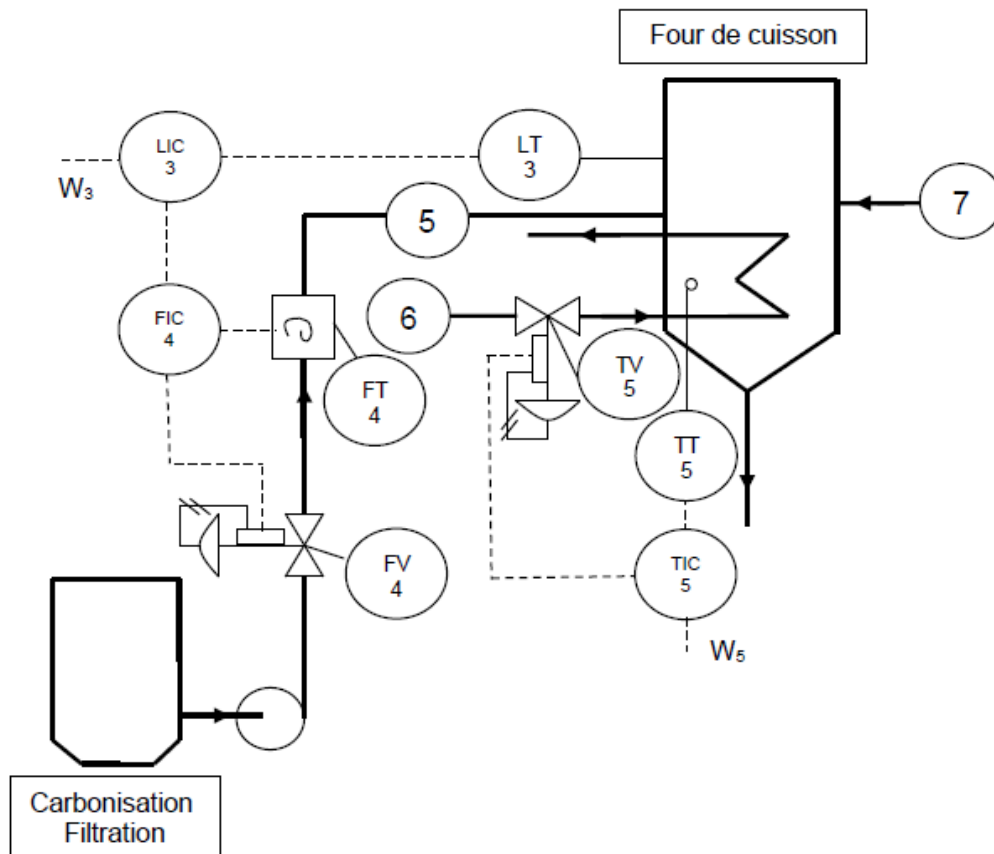 Four de cuisson
LIC
3
LT
3
W₃
5
7
FIC
4
6
FT
4
TV
5
TT
5
FV
4
TIC
5
W₅
Carbonisation
Filtration